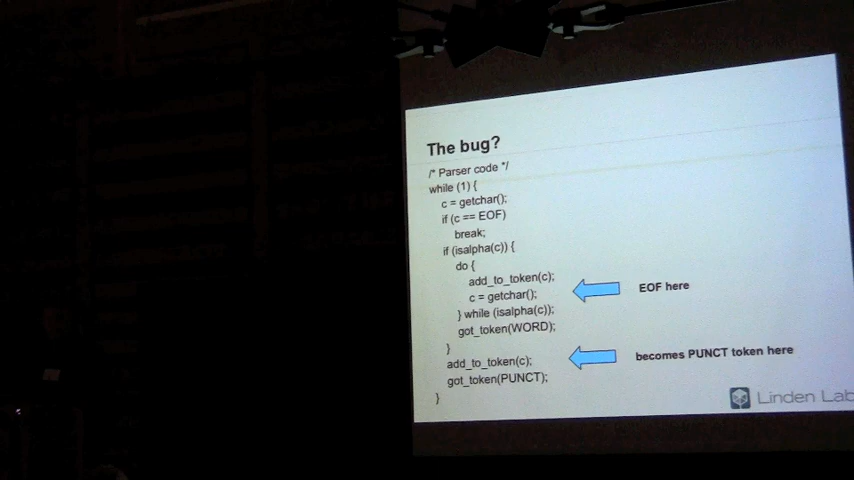 The bug?
/* Parser code */
while (1) {
c = getchar();
if (c == EOF)
break;
if (isalpha(c)) {
do {
add_to_token(c);
c = getchar();
EOF here
} while (isalpha(c));
got_token(WORD);
}
add_to_token(c);
becomes PUNCT token here
got_token(PUNCT);
}
Linden Lab